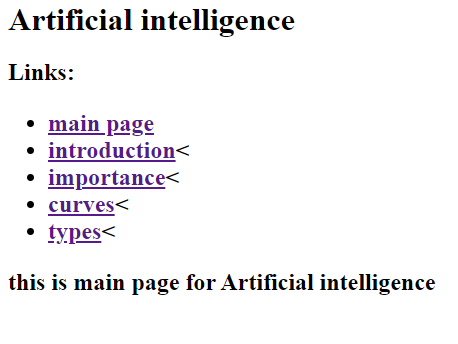 Artificial intelligence
Links:
main page
introduction<
importance<
curves<
types<
this is main page for Artificial intelligence